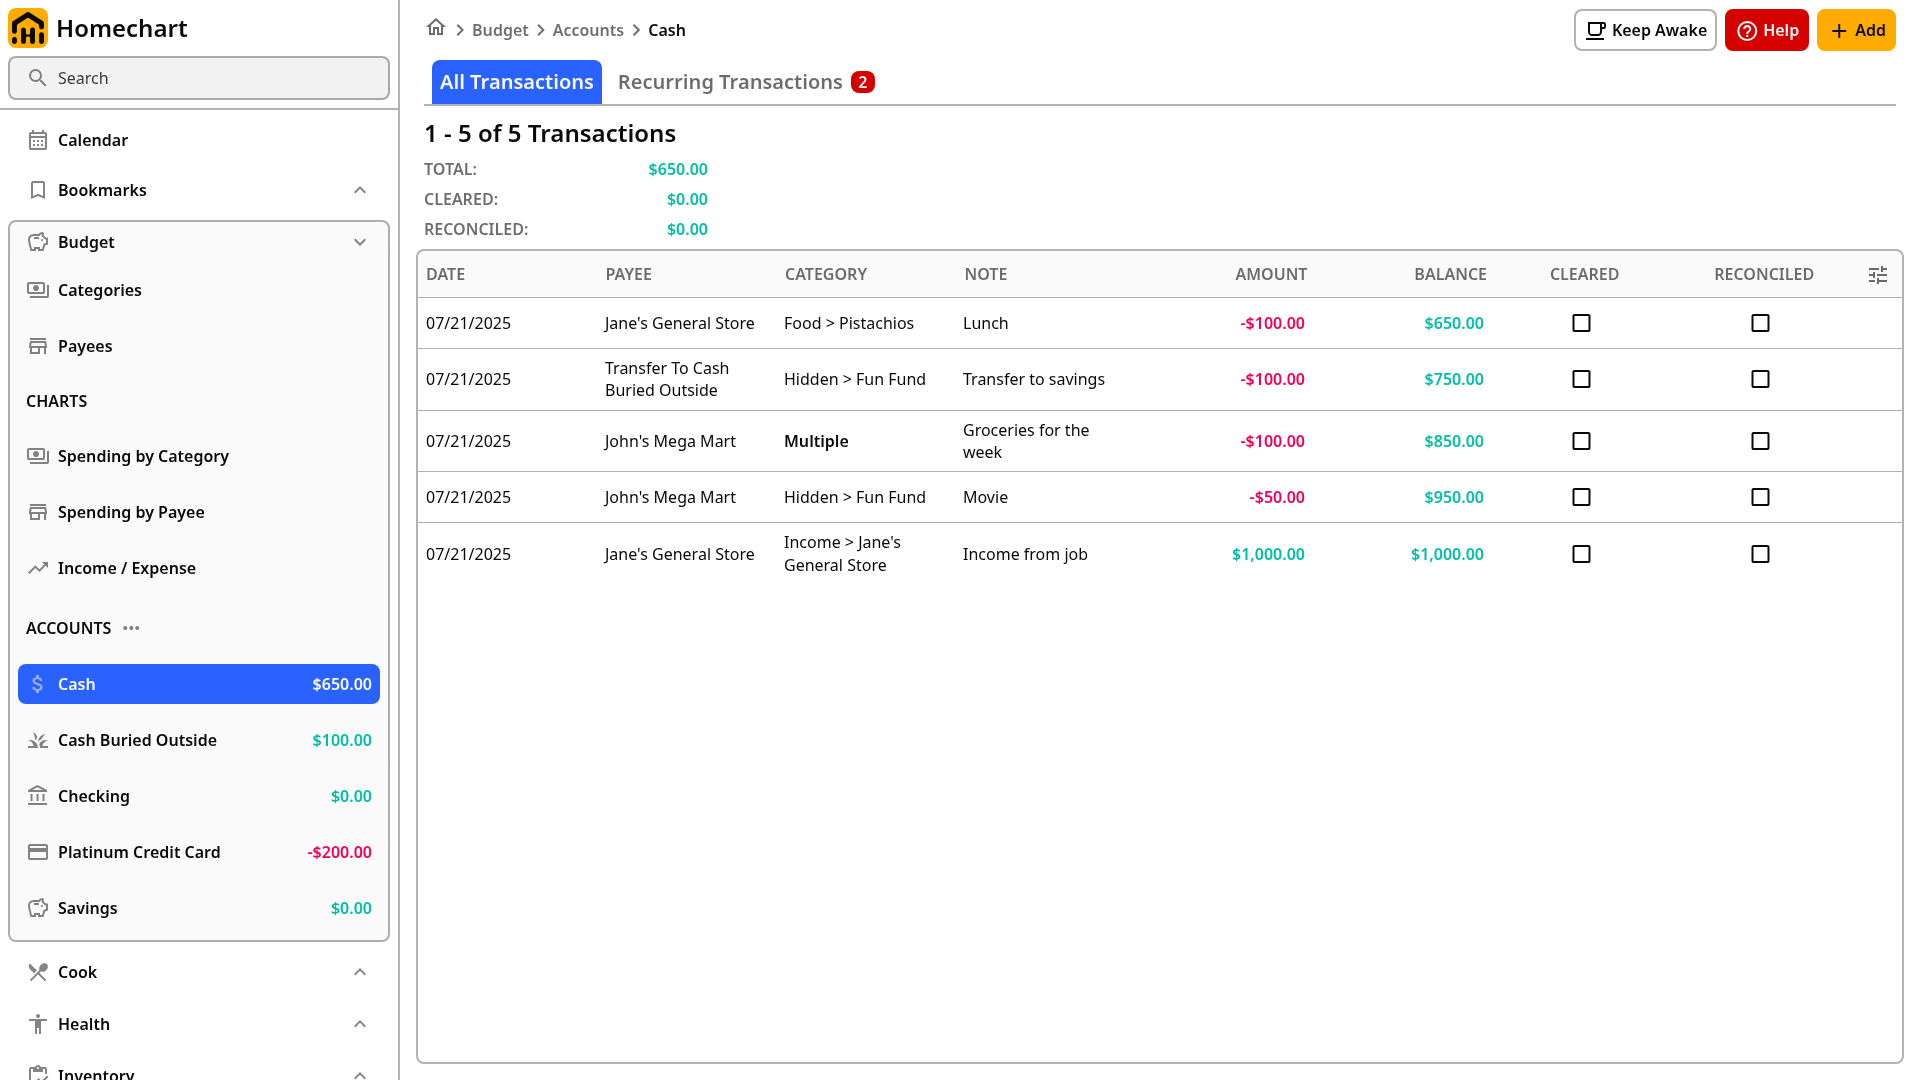 Homechart
Search
Calendar
Bookmarks
Budget
Categories
Payees
CHARTS
Spending by Category
Spending by Payee
Income / Expense
ACCOUNTS
Cash $650.00
Cash Buried Outside $100.00
Checking $0.00
Platinum Credit Card -$200.00
Savings $0.00
Cook
Health
Inventory
Budget Accounts Cash
Keep Awake Help Add
All Transactions Recurring Transactions 2
1 - 5 of 5 Transactions
TOTAL: $650.00
CLEARED: $0.00
RECONCILED: $0.00
DATE PAYEE CATEGORY NOTE AMOUNT BALANCE CLEARED RECONCILED
07/21/2025 Jane's General Store Food > Pistachios Lunch -$100.00 $650.00
07/21/2025 Transfer To Cash
Buried Outside Hidden > Fun Fund Transfer to savings -$100.00 $750.00
07/21/2025 John's Mega Mart Multiple Groceries for the
week -$100.00 $850.00
07/21/2025 John's Mega Mart Hidden > Fun Fund Movie -$50.00 $950.00
07/21/2025 Jane's General Store Income > Jane's
General Store Income from job $1,000.00 $1,000.00